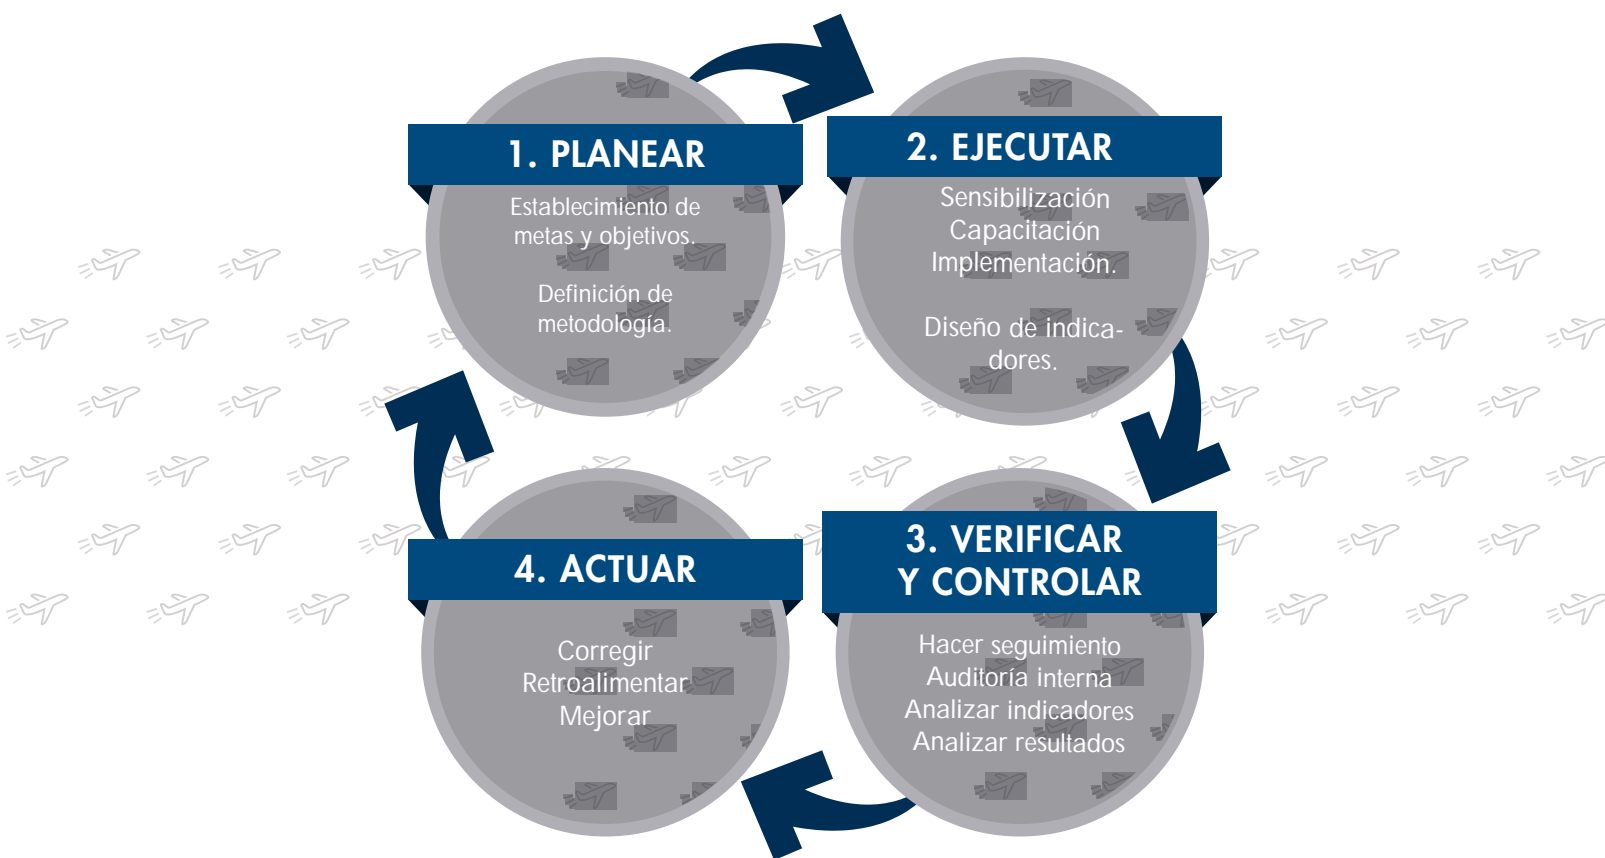 1. PLANEAR
Establecimiento de
metas y objetivos.
Definición de
metodología.
2. EJECUTAR
Sensibilización
Capacitación
Implementación.
Diseño de indica-
dores.
3. VERIFICAR
Y CONTROLAR
Hacer seguimiento
Auditoría interna
Analizar indicadores
Analizar resultados
4. ACTUAR
Corregir
Retroalimentar
Mejorar